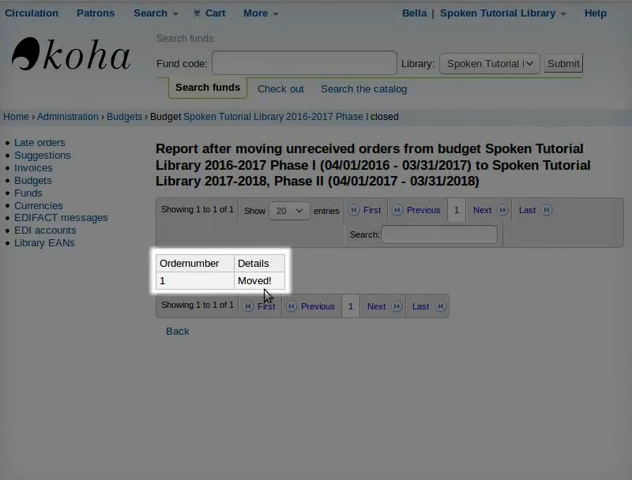 Circulation Patrons Search Cart More Bella | Spoken Tutorial Library Help
koha
Search funds:
Fund code: Library: Spoken Tutorial I Submit
Search funds Check out Search the catalog
Home › Administration › Budgets › Budget Spoken Tutorial Library 2016-2017 Phase I closed
Late orders
Suggestions
Invoices
Budgets
Funds
Currencies
EDIFACT messages
EDI accounts
Library EANs
Report after moving unreceived orders from budget Spoken Tutorial
Library 2016-2017 Phase I (04/01/2016 - 03/31/2017) to Spoken Tutorial
Library 2017-2018, Phase II (04/01/2017 - 03/31/2018)
Showing 1 to 1 of 1 Show 20 entries First Previous 1 Next Last
Search:
Ordernumber Details
1 Moved!
Showing 1 to 1 of 1 First Previous 1 Next Last
Back